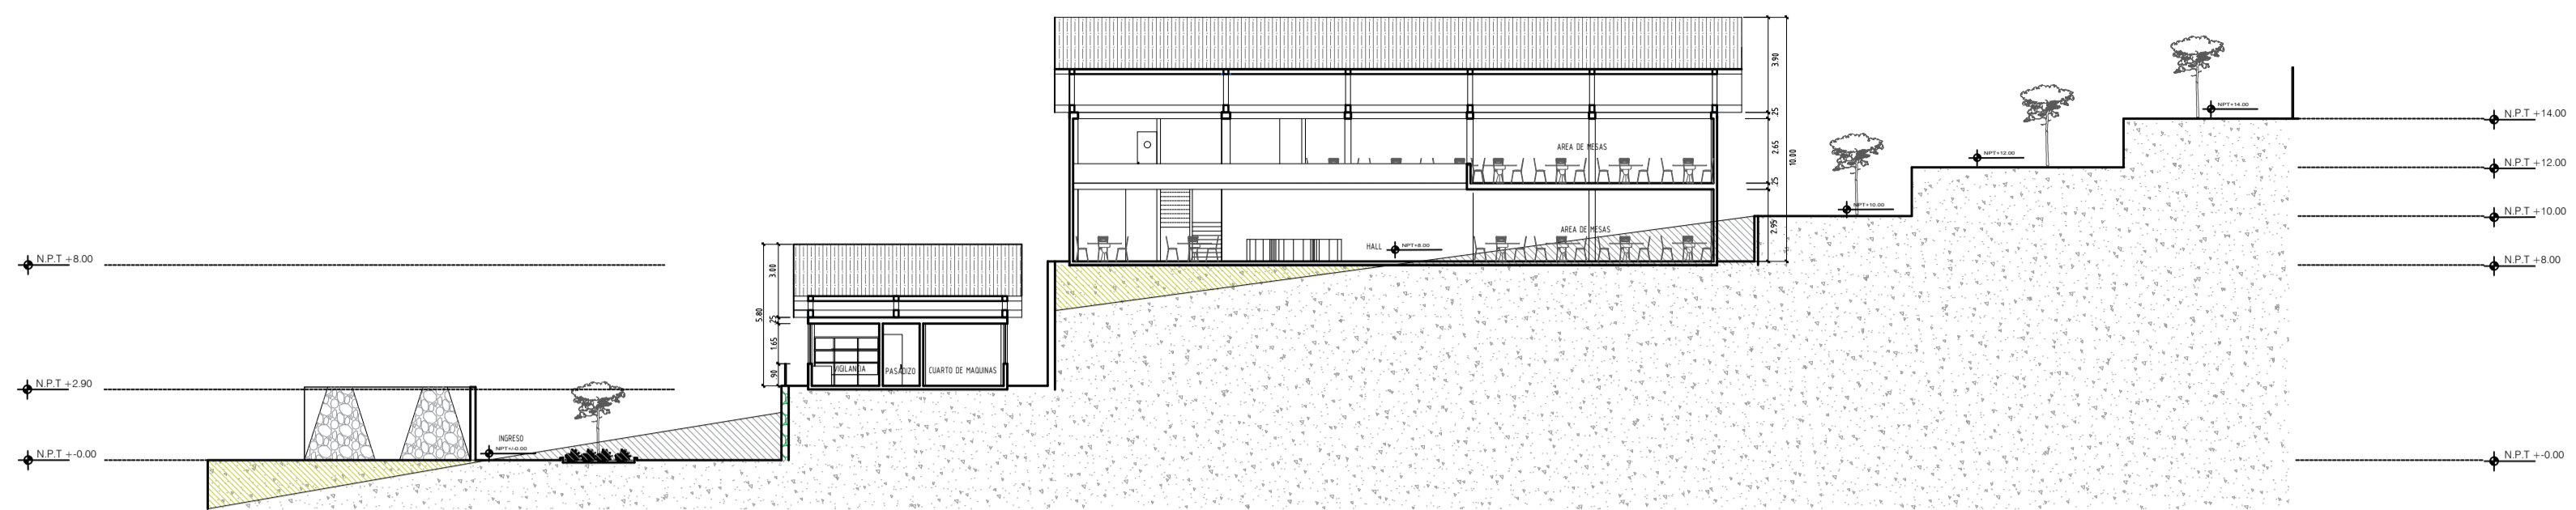 3.90
NPT+14.00
N.P.T +14.00
.25
AREA DE MESAS
2.65
10.00
NPT+12.00
N.P.T +12.00
.25
NPT+10.00
N.P.T +10.00
2.95
AREA DE MESAS
HALL
NPT+8.00
N.P.T +8.00
N.P.T +8.00
3.00
5.80
.25
1.65
VIGILANCIA
PASADIZO
CUARTO DE MAQUINAS
.90
N.P.T +2.90
INGRESO
NPT+/-0.00
N.P.T +-0.00
N.P.T +-0.00